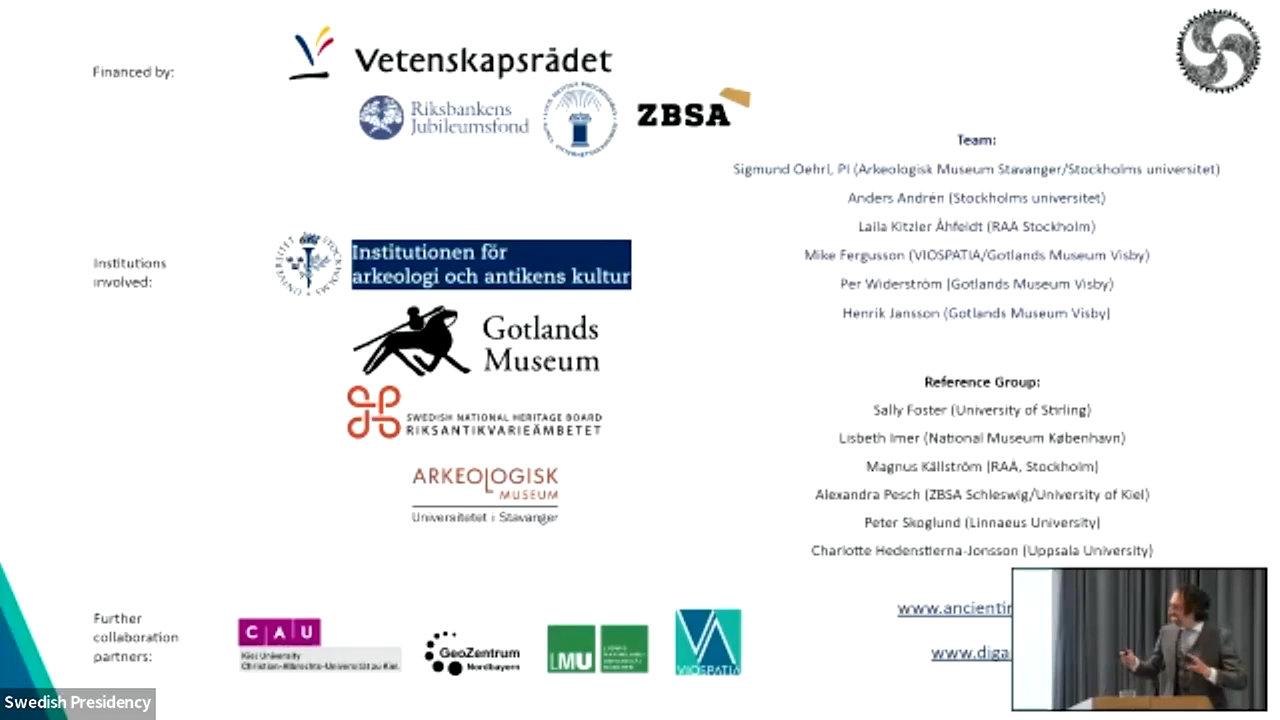 Financed by:
Vetenskapsrådet
Riksbankens
Jubileumsfond
ZBSA
Team:
Sigmund Oehrl, PI (Arkeologisk Museum Stavanger/Stockholms universitet)
Anders Andrén (Stockholms universitet)
Laila Kitzler Åhfeldt (RAÄ Stockholm)
Mike Fergusson (VIOSPATIA/Gotlands Museum Visby)
Per Widerström (Gotlands Museum Visby)
Henrik Jansson (Gotlands Museum Visby)
Institutions
involved:
Institutionen för
arkeologi och antikens kultur
Gotlands
Museum
SWEDISH NATIONAL HERITAGE BOARD
RIKSANTIKVARIEÄMBETET
ARKEOLOGISK
MUSEUM
Universitetet i Stavanger
Reference Group:
Sally Foster (University of Stirling)
Lisbeth Imer (National Museum København)
Magnus Källström (RAÄ, Stockholm)
Alexandra Pesch (ZBSA Schleswig/University of Kiel)
Peter Skoglund (Linnaeus University)
Charlotte Hedenstierna-Jonsson (Uppsala University)
Further
collaboration
partners:
CAU
Kiel University
Christian-Albrechts-Universität zu Kiel
GeoZentrum
Nordbayern
LMU
VIOSPATIA
www.ancientin
www.diga
Swedish Presidency